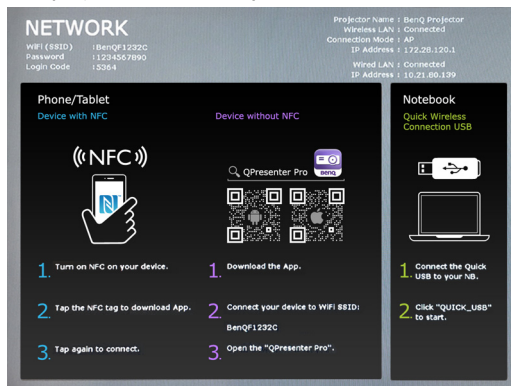 NETWORK
WiFi (SSID) : BenQF1232C
Password : 1234567890
Login Code : 5364
Projector Name : BenQ Projector
Wireless LAN : Connected
Connection Mode : AP
IP Address : 172.28.120.1
Wired LAN : Connected
IP Address : 10.21.80.139
Phone/Tablet
Device with NFC
NFC
N
1. Turn on NFC on your device.
2. Tap the NFC tag to download App.
3. Tap again to connect.
Device without NFC
QPresenter Pro
BenQ
1. Download the App.
2. Connect your device to WiFi SSID:
BenQF1232C
3. Open the "QPresenter Pro".
Notebook
Quick Wireless
Connection USB
1. Connect the Quick
USB to your NB.
2. Click "QUICK_USB"
to start.